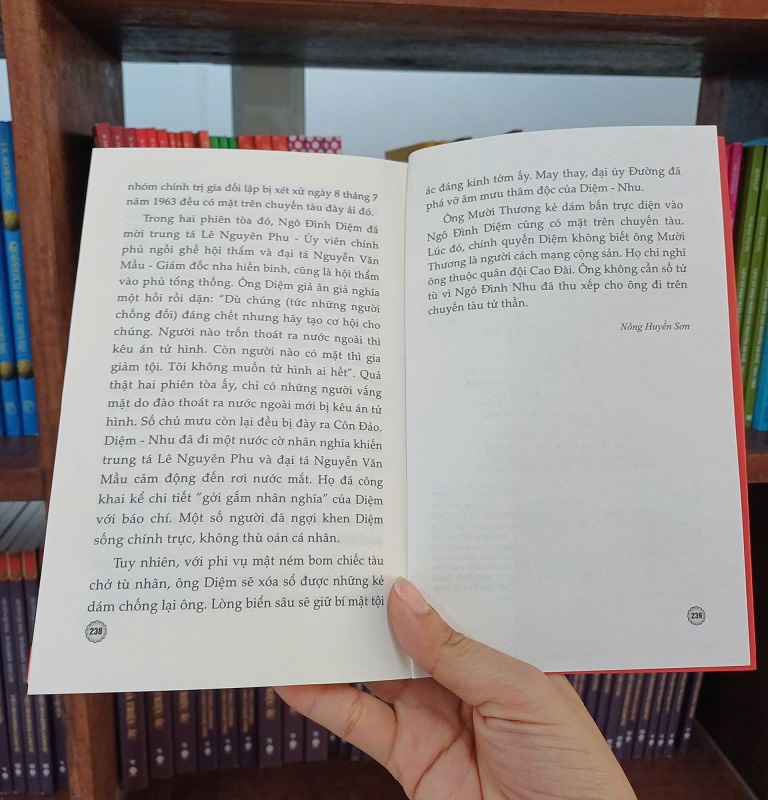 nhóm chính trị gia đối lập bị xét xử ngày 8 tháng 7
năm 1963 đều có mặt trên chuyến tàu đày ải đó.
Trong hai phiên tòa đó, Ngô Đình Diệm đã
mời trung tá Lê Nguyên Phu - Ủy viên chính
phủ ngồi ghế hội thẩm và đại tá Nguyễn Văn
Mầu - Giám đốc nha hiến binh, cũng là hội thẩm
vào phủ tổng thống. Ông Diệm giả ân giả nghĩa
một hồi rồi dặn: “Dù chúng (tức những người
chống đối) đáng chết nhưng hãy tạo cơ hội cho
chúng. Người nào trốn thoát ra nước ngoài thì
kêu án tử hình. Còn người nào có mặt thì gia
giảm tội. Tôi không muốn tử hình ai hết”. Quả
thật hai phiên tòa ấy, chỉ có những người vắng
mặt do đào thoát ra nước ngoài mới bị kêu án tử
hình. Số chủ mưu còn lại đều bị đày ra Côn Đảo.
Diệm - Nhu đã đi một nước cờ nhân nghĩa khiến
trung tá Lê Nguyên Phu và đại tá Nguyễn Văn
Mầu cảm động đến rơi nước mắt. Họ đã công
khai kể chi tiết “gởi gắm nhân nghĩa” của Diệm
với báo chí. Một số người đã ngợi khen Diệm
sống chính trực, không thù oán cá nhân.
Tuy nhiên, với phi vụ mật ném bom chiếc tàu
chở tù nhân, ông Diệm sẽ xóa sổ được những kẻ
dám chống lại ông. Lòng biển sâu sẽ giữ bí mật tội
238
ác đáng kinh tởm ấy. May thay, đại úy Đường đã
phá vỡ âm mưu thâm độc của Diệm - Nhu.
Ông Mười Thương kẻ dám bắn trực diện vào
Ngô Đình Diệm cũng có mặt trên chuyến tàu.
Lúc đó, chính quyền Diệm không biết ông Mười
Thương là người cách mạng cộng sản. Họ chỉ nghĩ
ông thuộc quân đội Cao Đài. Ông không cần số tử
tù vì Ngô Đình Nhu đã thu xếp cho ông đi trên
chuyến tàu tử thần.
Nông Huyền Sơn
239